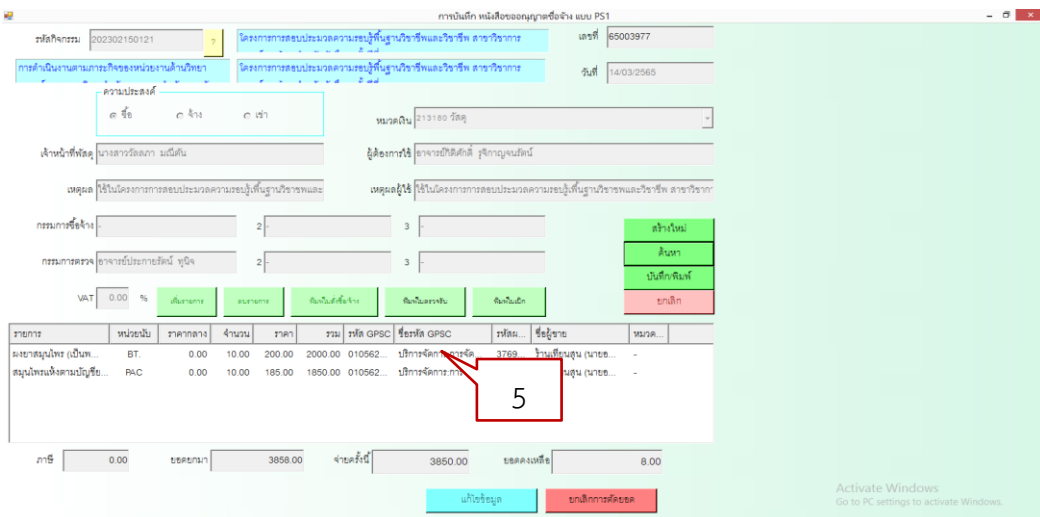 การบันทึก หนังสือขออนุญาตซื้อจ้าง แบบ PS1
รหัสกิจกรรม 202302150121 ? โครงการการสอบประมวลความรอบรู้พื้นฐานวิชาชีพและวิชาชีพ สาขาวิชาการ เลขที่ 65003977
การดำเนินงานตามภารกิจของหน่วยงานด้านวิทยา โครงการการสอบประมวลความรอบรู้พื้นฐานวิชาชีพและวิชาชีพ สาขาวิชาการ วันที่ 14/03/2565
ความประสงค์
ซื้อ จ้าง เช่า
หมวดเงิน 213180 วัสดุ
เจ้าหน้าที่พัสดุ นางสาววัลลภา มณีตัน ผู้ต้องการใช้ อาจารย์กิติศักดิ์ รุจิกาญจนรัตน์
เหตุผล ใช้ในโครงการการสอบประมวลความรอบรู้พื้นฐานวิชาชพและ เหตุผลผู้ใช้ ใช้ในโครงการการสอบประมวลความรอบรู้พื้นฐานวิชาชพและวิชาชีพ สาขาวิชากา
กรรมการซื้อจ้าง - 2 - 3 - สร้างใหม่
ค้นหา
กรรมการตรวจ อาจารย์ประกายรัตน์ ทุนิจ 2 - 3 -
บันทึก/พิมพ์
VAT 0.00 % เพิ่มรายการ ลบรายการ พิมพ์ใบสั่งซื้อ/จ้าง พิมพ์ใบตรวจรับ พิมพ์ใบเบิก ยกเลิก
รายการ หน่วยนับ ราคากลาง จำนวน ราคา รวม รหัส GPSC ชื่อรหัส GPSC รหัสผ... ชื่อผู้ขาย หมวด...
ผงยาสมุนไพร (เป็นพ... BT. 0.00 10.00 200.00 2000.00 010562... บริการจัดการ:การจัด... 3769... ร้านเทียนสูน (นายอ... -
สมุนไพรแห้งตามบัญชีย... PAC 0.00 10.00 185.00 1850.00 010562... บริการจัดการ:การ นสูน (นายอ... -
5
ภาษี 0.00 ยอดยกมา 3858.00 จ่ายครั้งนี้ 3850.00 ยอดคงเหลือ 8.00
แก้ไขข้อมูล ยกเลิกการตัดยอด
Activate Windows
Go to PC settings to activate Windows.